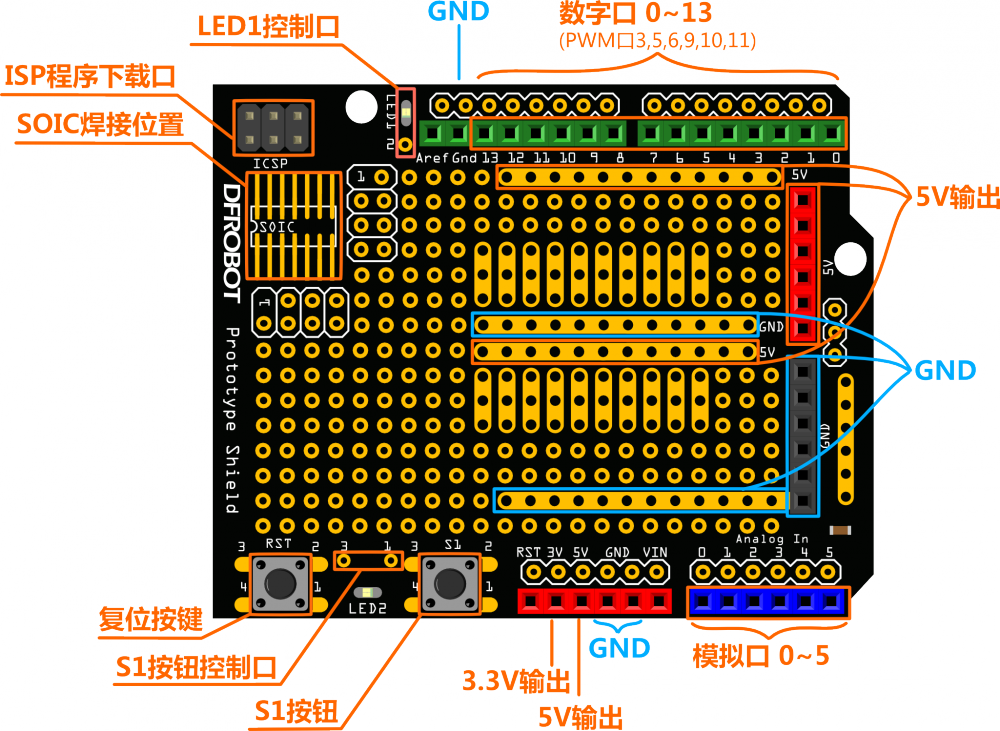 GND
数字口 0~13
(PWM口3,5,6,9,10,11)
LED1控制口
ISP程序下载口
SOIC焊接位置
LED1
2
ICSP
Aref Gnd 13 12 11 10 9 8 7 6 5 4 3 2 1 0
1
5V
5V输出
SOIC
DFROBOT
5V
1
GND
5V
GND
Prototype Shield
GND
Analog In
3 RST 2
3 1
3 S1 2
RST 3V 5V GND VIN
0 1 2 3 4 5
4 1
4 1
LED2
复位按键
GND
模拟口 0~5
S1按钮控制口
3.3V输出
S1按钮
5V输出